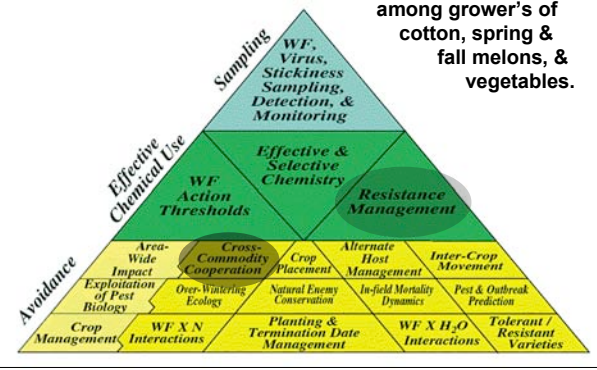 among grower's of
cotton, spring &
fall melons, &
vegetables.
Sampling
WF,
Virus,
Stickiness
Sampling,
Detection, &
Monitoring
Effective
Chemical Use
WF
Action
Thresholds
Effective &
Selective
Chemistry
Resistance
Management
Avoidance
Area-
Wide
Impact
Cross-
Commodity
Cooperation
Crop
Placement
Alternate
Host
Management
Inter-Crop
Movement
Exploitation
of Pest
Biology
Over-Wintering
Ecology
Natural Enemy
Conservation
In-field Mortality
Dynamics
Pest & Outbreak
Prediction
Crop
Management
WF X N
Interactions
Planting &
Termination Date
Management
WF X H₂O
Interactions
Tolerant /
Resistant
Varieties